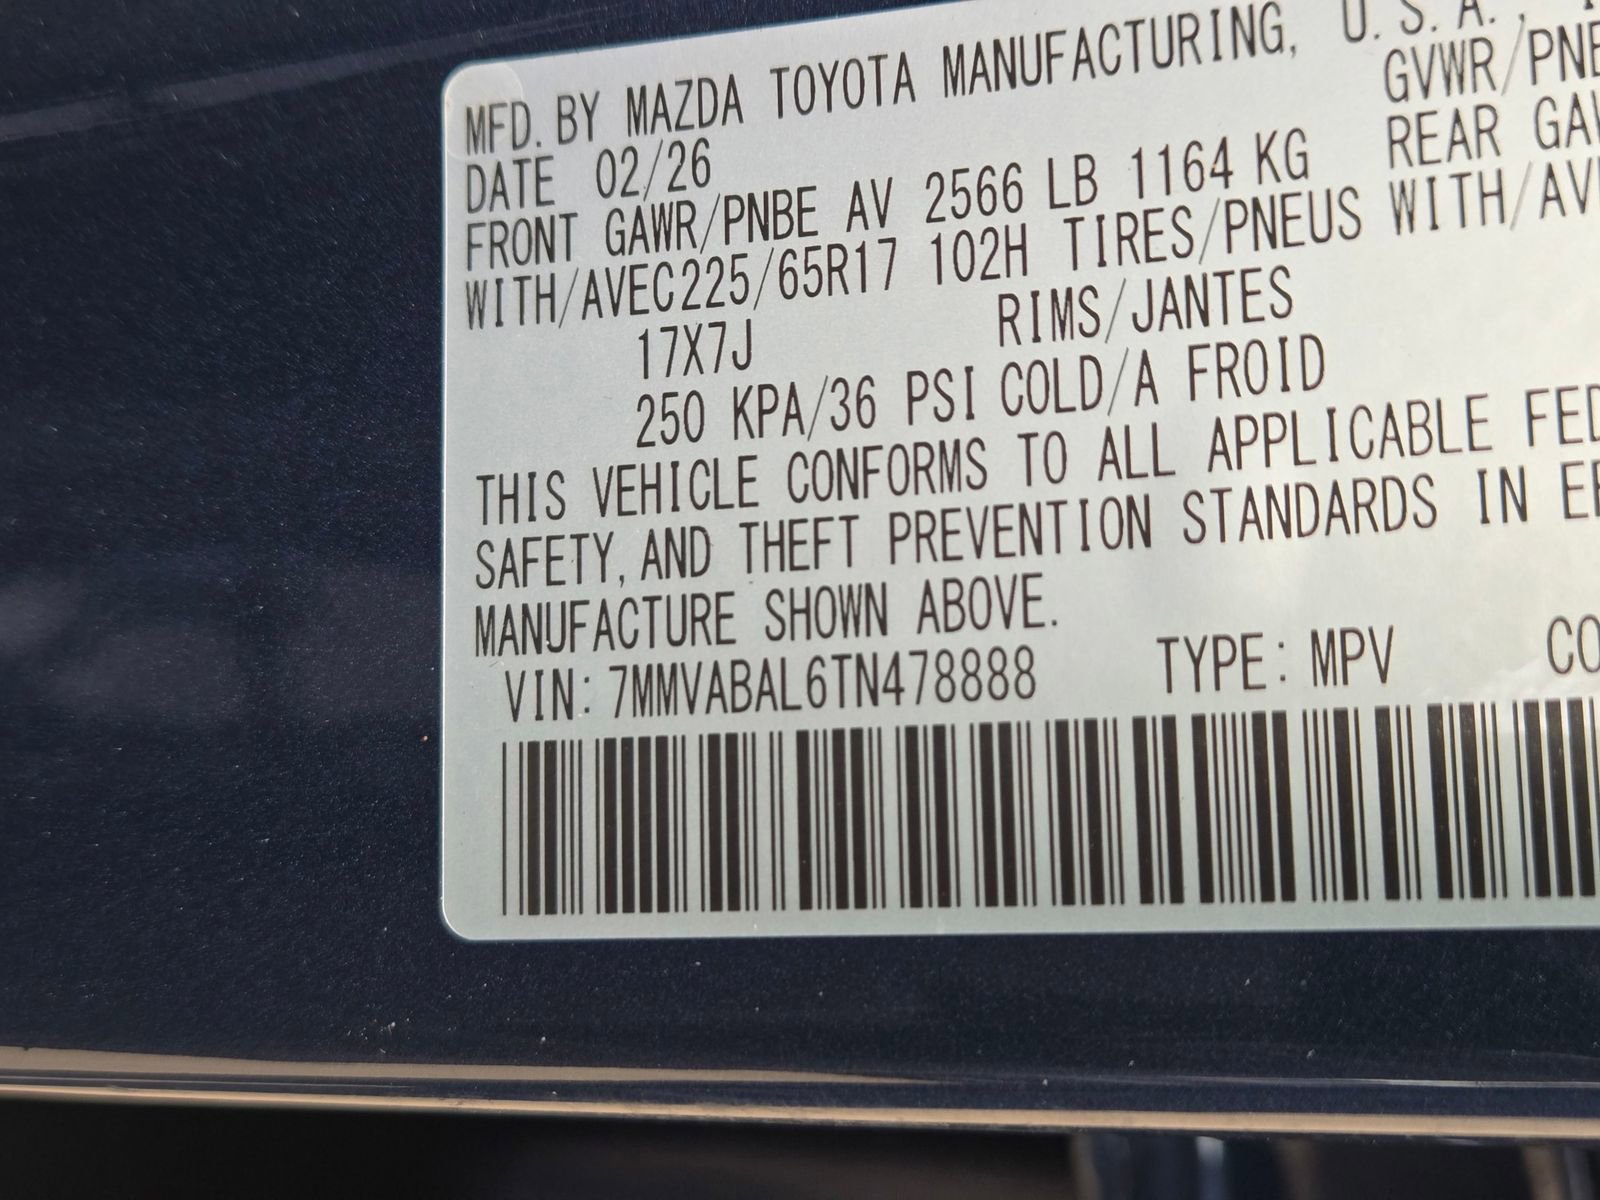 MFD. BY MAZDA TOYOTA MANUFACTURING, U.S.A.,
DATE 02/26 GVWR/PNB
FRONT GAWR/PNBE AV 2566 LB 1164 KG REAR
WITH/AVEC225/65R17 102H TIRES/PNEUS WITH/
17X7J RIMS/JANTES
250 KPA/36 PSI COLD/A FROID
THIS VEHICLE CONFORMS TO ALL APPLICABLE
SAFETY, AND THEFT PREVENTION STANDARDS IN
MANUFACTURE SHOWN ABOVE.
VIN: 7MMVABAL6TN478888 TYPE: MPV